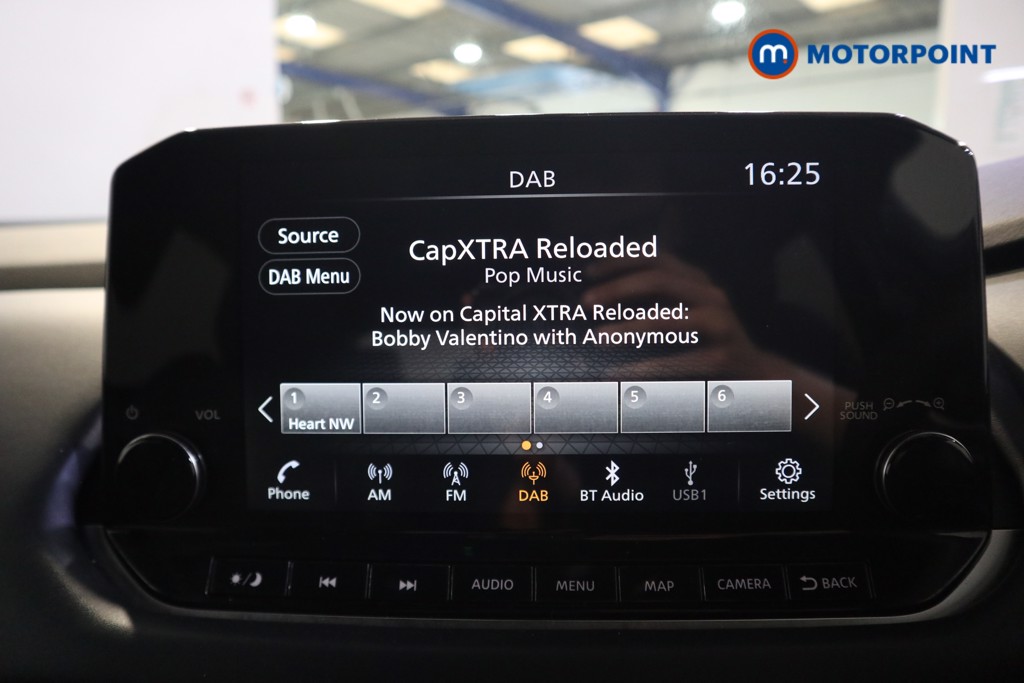 m. MOTORPOINT
DAB
16:25
Source
DAB Menu
CapXTRA Reloaded
Pop Music
Now on Capital XTRA Reloaded:
Bobby Valentino with Anonymous
1 2 3 4 5 6
Heart NW
VOL
PUSH
SOUND
Phone AM FM DAB BT Audio USB1 Settings
AUDIO MENU MAP CAMERA BACK